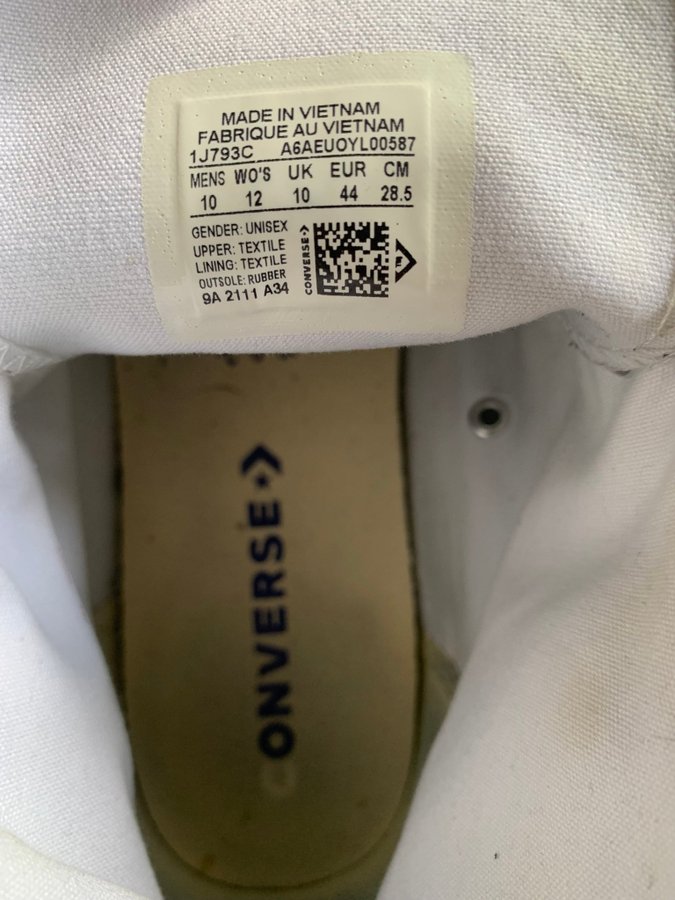 MADE IN VIETNAM
FABRIQUE AU VIETNAM
1J793C A6AEUOYL00587
MENS WO'S UK EUR CM
10 12 10 44 28.5
GENDER: UNISEX
UPPER: TEXTILE
LINING: TEXTILE
OUTSOLE: RUBBER
9A 2111 A34
CONVERSE
CONVERSE